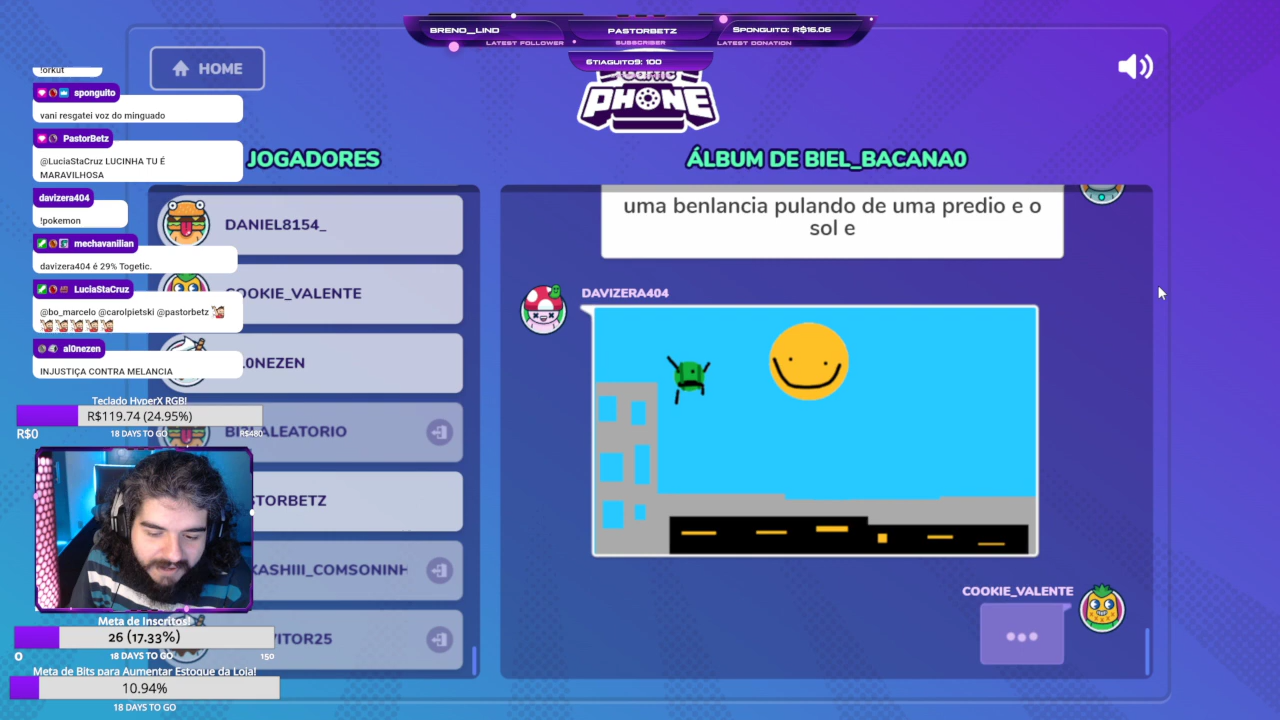 BRENO__LIND
LATEST FOLLOWER
PASTORBETZ
SUBSCRIBER
SPONGUITO: R$16.06
LATEST DONATION
6TIAGUITO9: 100
HOME
PHONE
!orkut
sponguito
vani resgatei voz do minguado
PastorBetz
@LuciaStaCruz LUCINHA TU É
MARAVILHOSA
davizera404
!pokemon
mechavanilian
davizera404 é 29% Togetic.
LuciaStaCruz
@bo_marcelo @carolpietski @pastorbetz
al0nezen
INJUSTIÇA CONTRA MELANCIA
Teclado HyperX RGB!
R$119.74 (24.95%)
R$0
18 DAYS TO GO
R$480
Meta de Inscritos!
26 (17.33%)
0
18 DAYS TO GO
150
Meta de Bits para Aumentar Estoque da Loja!
10.94%
18 DAYS TO GO
JOGADORES
DANIEL8154_
COOKIE_VALENTE
L0NEZEN
ALEATORIO
STORBETZ
KASHIII_COMSONINH
VITOR25
ÁLBUM DE BIEL_BACANA0
uma benlancia pulando de uma predio e o
sol e
DAVIZERA404
COOKIE_VALENTE